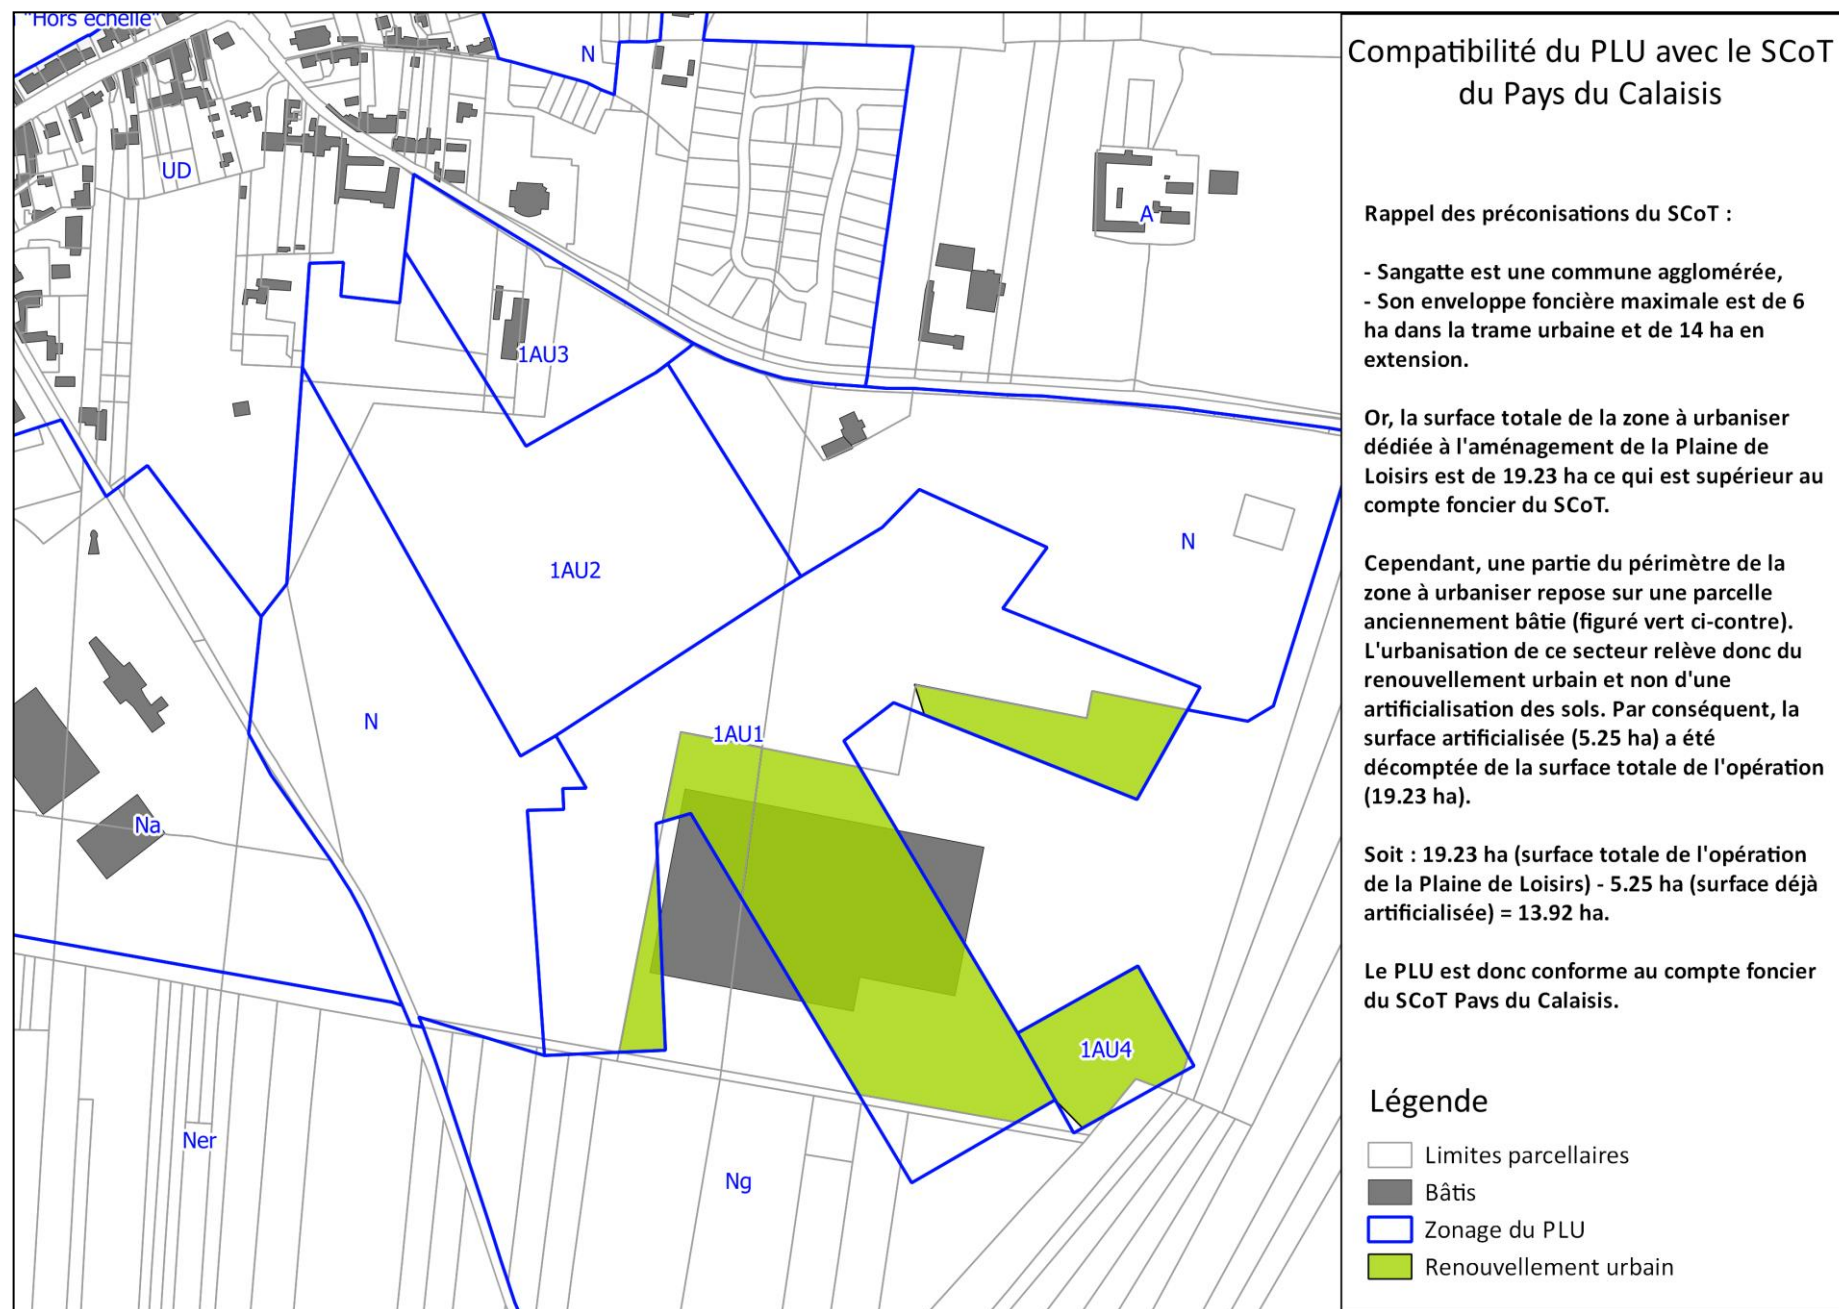 "Hors échelle"
N
UD
A
1AU3
1AU2
N
N
1AU1
Na
1AU4
Ner
Ng
Compatibilité du PLU avec le SCoT
du Pays du Calaisis
Rappel des préconisations du SCoT :
- Sangatte est une commune agglomérée,
- Son enveloppe foncière maximale est de 6
ha dans la trame urbaine et de 14 ha en
extension.
Or, la surface totale de la zone à urbaniser
dédiée à l'aménagement de la Plaine de
Loisirs est de 19.23 ha ce qui est supérieur au
compte foncier du SCoT.
Cependant, une partie du périmètre de la
zone à urbaniser repose sur une parcelle
anciennement bâtie (figuré vert ci-contre).
L'urbanisation de ce secteur relève donc du
renouvellement urbain et non d'une
artificialisation des sols. Par conséquent, la
surface artificialisée (5.25 ha) a été
décomptée de la surface totale de l'opération
(19.23 ha).
Soit : 19.23 ha (surface totale de l'opération
de la Plaine de Loisirs) - 5.25 ha (surface déjà
artificialisée) = 13.92 ha.
Le PLU est donc conforme au compte foncier
du SCoT Pays du Calaisis.
Légende
Limites parcellaires
Bâtis
Zonage du PLU
Renouvellement urbain